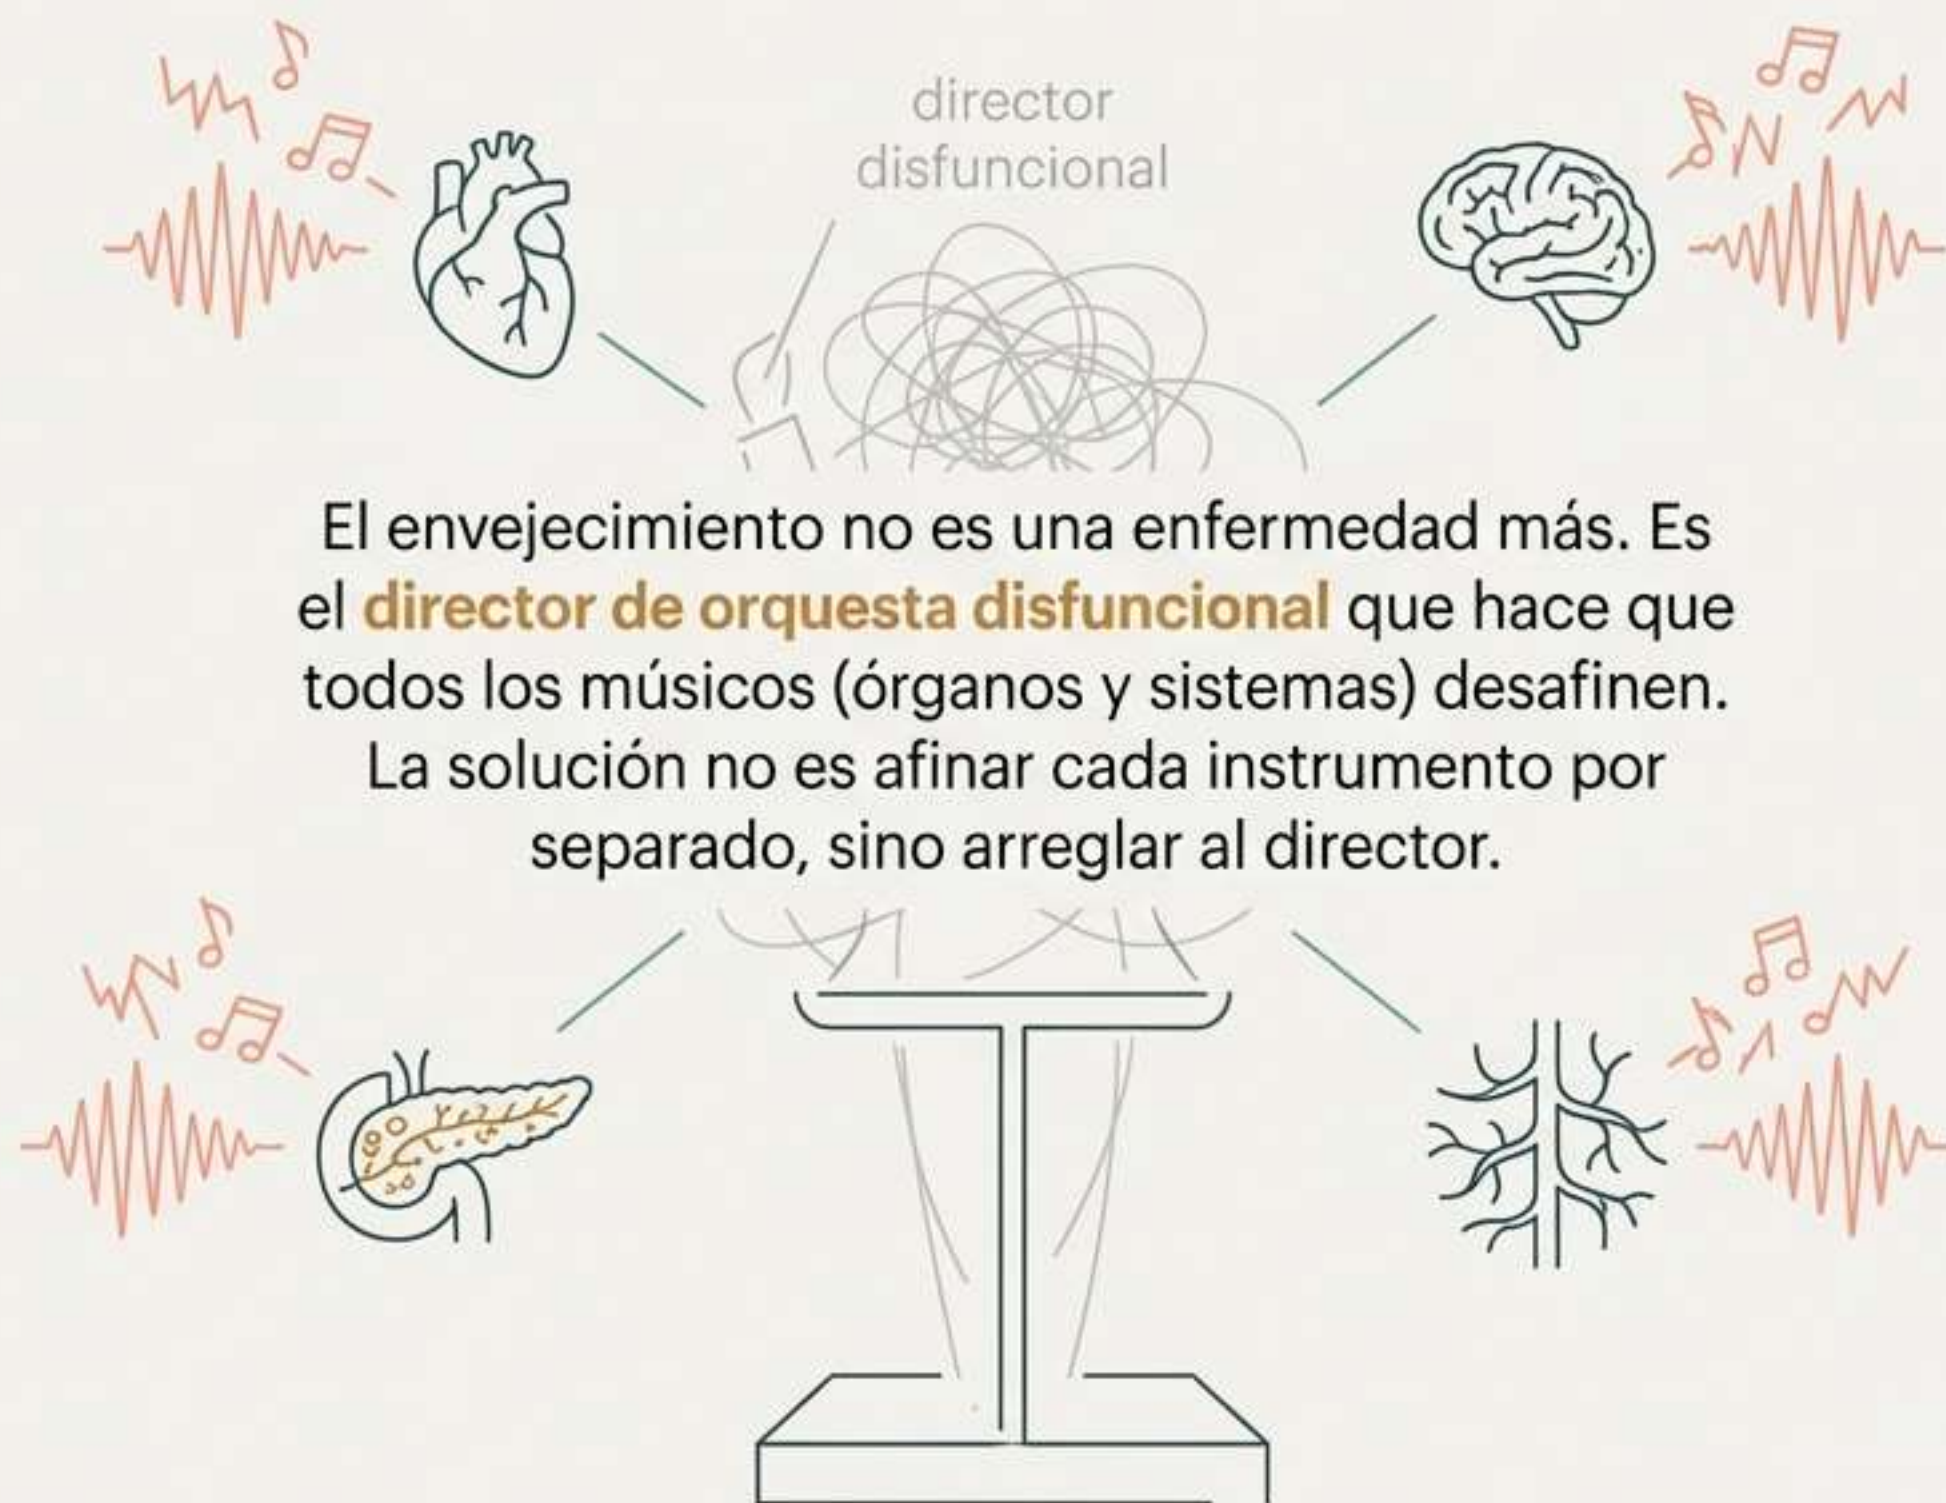 director
disfuncional
El envejecimiento no es una enfermedad más. Es
el director de orquesta disfuncional que hace que
todos los músicos (órganos y sistemas) desafinen.
La solución no es afinar cada instrumento por
separado, sino arreglar al director.